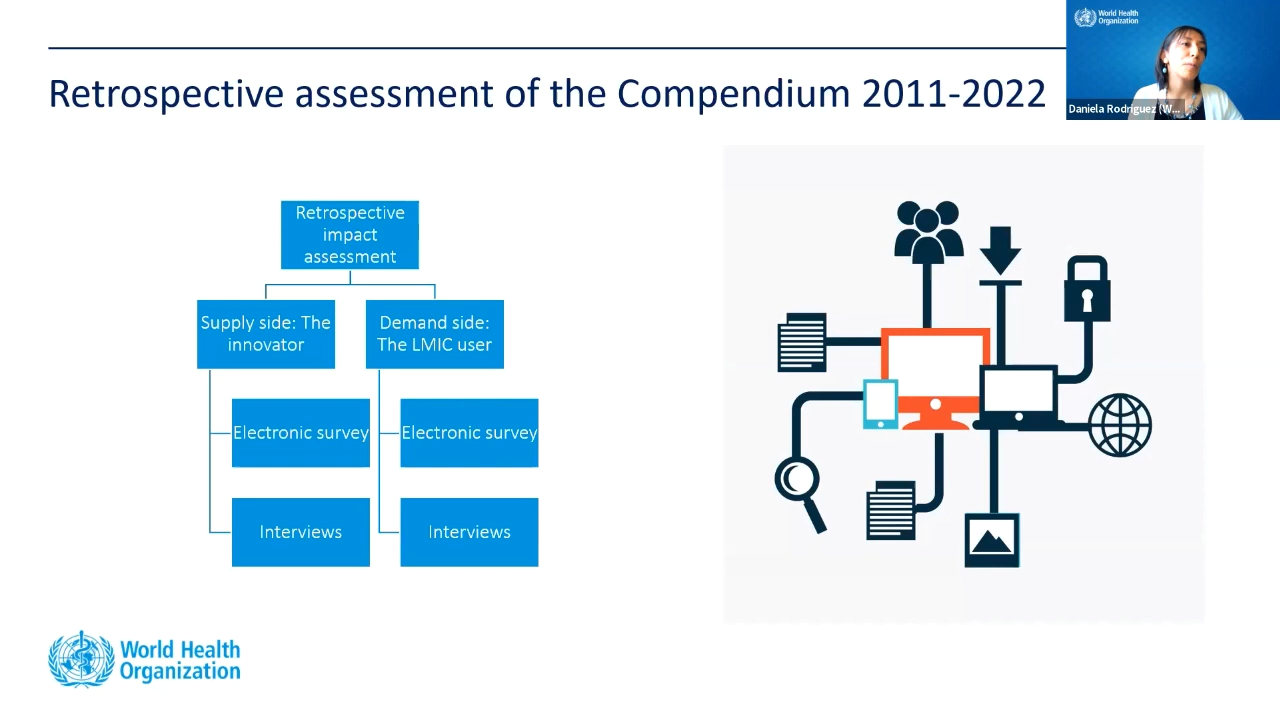 World Health
Organization
Daniela Rodriguez (W...
Retrospective assessment of the Compendium 2011-2022
Retrospective
impact
assessment
Supply side: The
innovator
Demand side:
The LMIC user
Electronic survey
Electronic survey
Interviews
Interviews
World Health
Organization